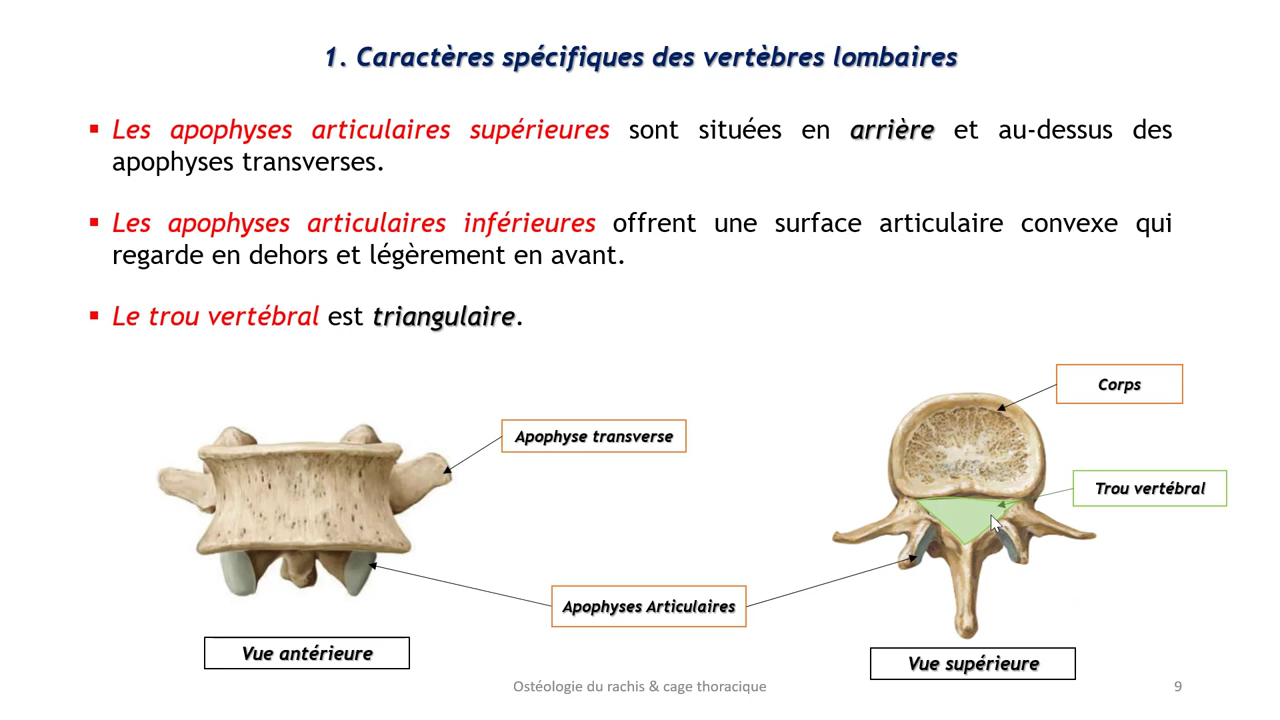 1. Caractères spécifiques des vertèbres lombaires
▪ Les apophyses articulaires supérieures sont situées en arrière et au-dessus des
apophyses transverses.
▪ Les apophyses articulaires inférieures offrent une surface articulaire convexe qui
regarde en dehors et légèrement en avant.
▪ Le trou vertébral est triangulaire.
Corps
Apophyse transverse
Trou vertébral
Apophyses Articulaires
Vue antérieure
Vue supérieure
Ostéologie du rachis & cage thoracique
9